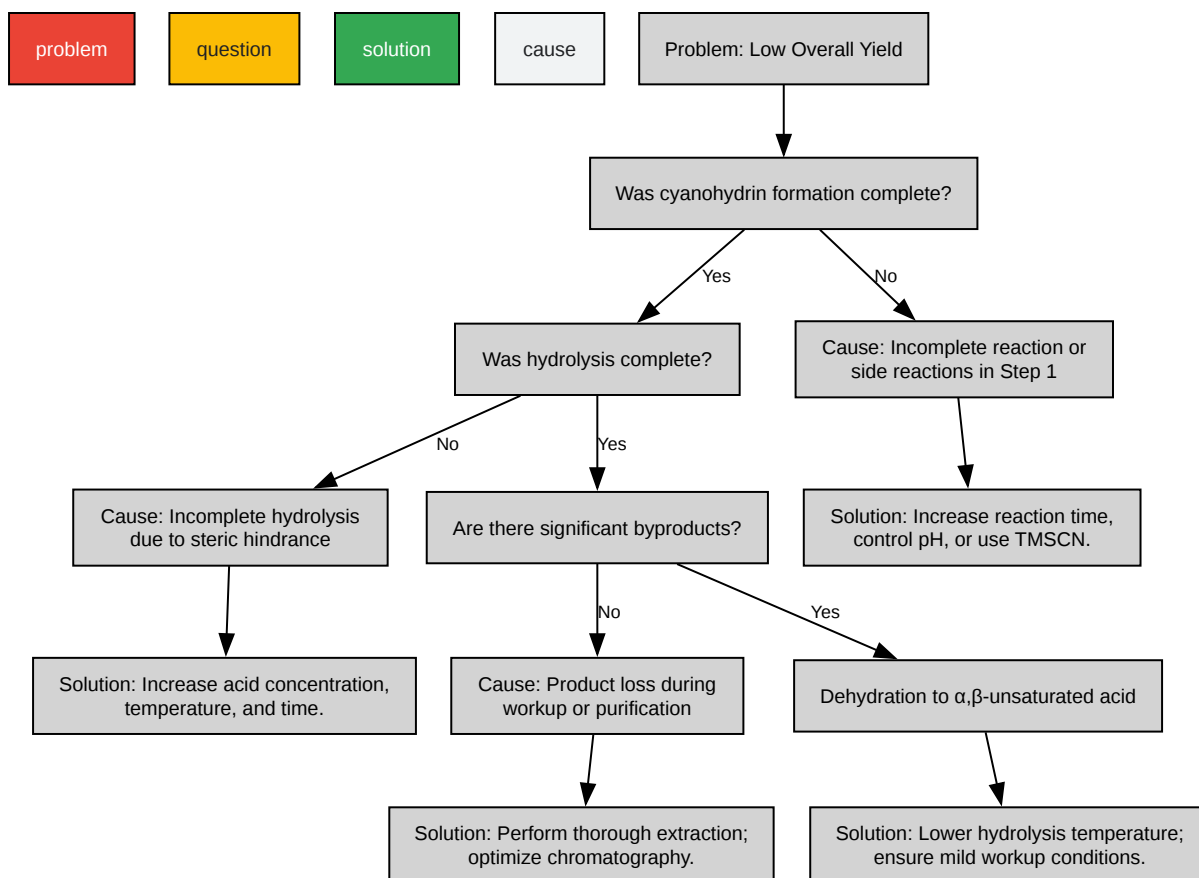 problem
question
solution
cause
Problem: Low Overall Yield
Was cyanohydrin formation complete?
Yes
No
Was hydrolysis complete?
Cause: Incomplete reaction or
side reactions in Step 1
No
Yes
Cause: Incomplete hydrolysis
due to steric hindrance
Are there significant byproducts?
Solution: Increase reaction time,
control pH, or use TMSCN.
No
Yes
Solution: Increase acid concentration,
temperature, and time.
Cause: Product loss during
workup or purification
Dehydration to α,β-unsaturated acid
Solution: Perform thorough extraction;
optimize chromatography.
Solution: Lower hydrolysis temperature;
ensure mild workup conditions.